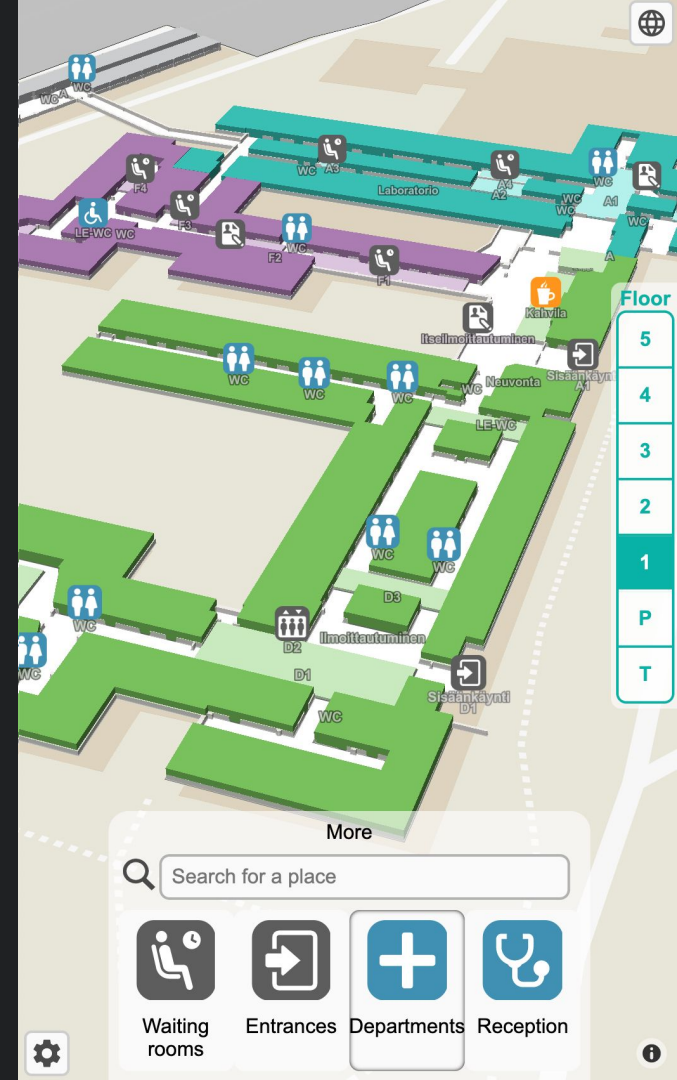 WC
WC
A
WC
A3
A4
A2
WC
A1
Laboratorio
WC
WC
WC
F4
F3
LE-WC
WC
WC
F2
F1
A
Kahvila
Itseilmoittautuminen
Sisäänkäynti
A1
Neuvonta
WC
WC
WC
WC
LE-WC
WC
WC
D3
WC
D2
Ilmoittautuminen
D1
WC
Sisäänkäynti
D1
WC
Floor
5
4
3
2
1
P
T
More
Search for a place
Waiting
rooms
Entrances
Departments
Reception